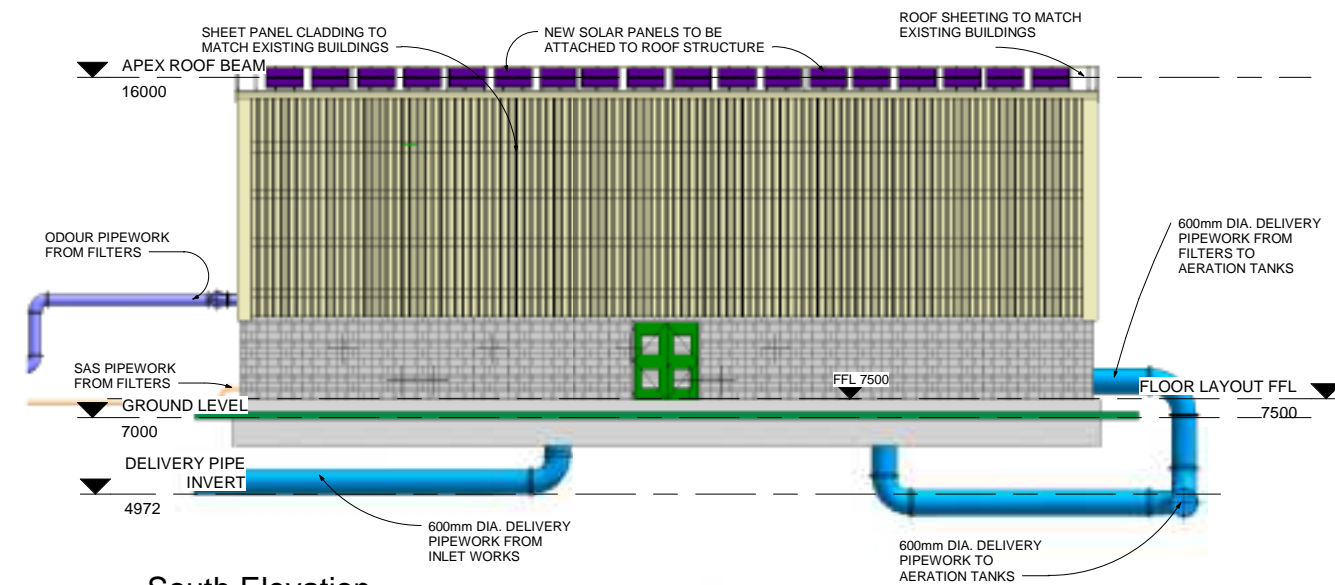 SHEET PANEL CLADDING TO
MATCH EXISTING BUILDINGS
NEW SOLAR PANELS TO BE
ATTACHED TO ROOF STRUCTURE
ROOF SHEETING TO MATCH
EXISTING BUILDINGS
APEX ROOF BEAM
16000
ODOUR PIPEWORK
FROM FILTERS
600mm DIA. DELIVERY
PIPEWORK FROM
FILTERS TO
AERATION TANKS
SAS PIPEWORK
FROM FILTERS
FFL 7500
FLOOR LAYOUT FFL
7500
GROUND LEVEL
7000
DELIVERY PIPE
INVERT
4972
600mm DIA. DELIVERY
PIPEWORK FROM
INLET WORKS
600mm DIA. DELIVERY
PIPEWORK TO
AERATION TANKS
South Elevation